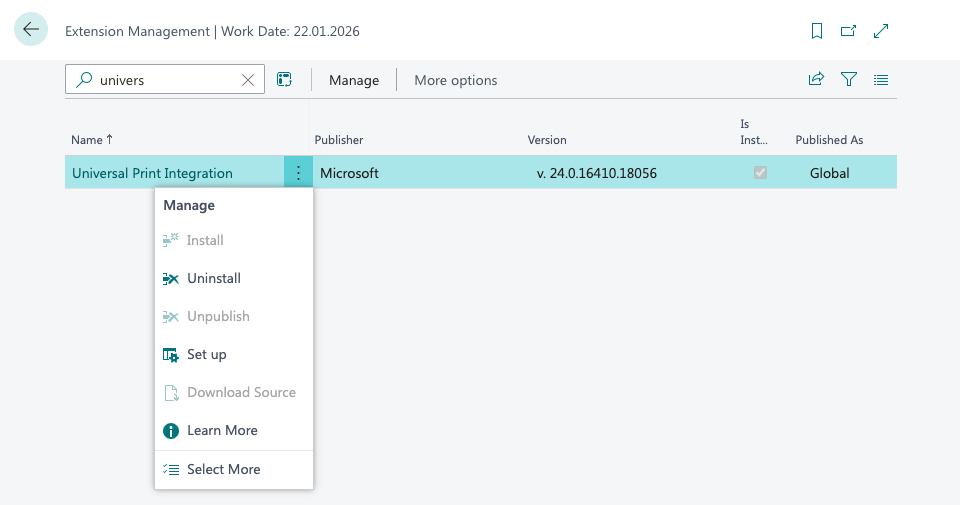 Extension Management | Work Date: 22.01.2026
univers
Manage
More options
Name ↑
Publisher
Version
Is
Inst...
Published As
Universal Print Integration
Microsoft
v. 24.0.16410.18056
Global
Manage
Install
Uninstall
Unpublish
Set up
Download Source
Learn More
Select More